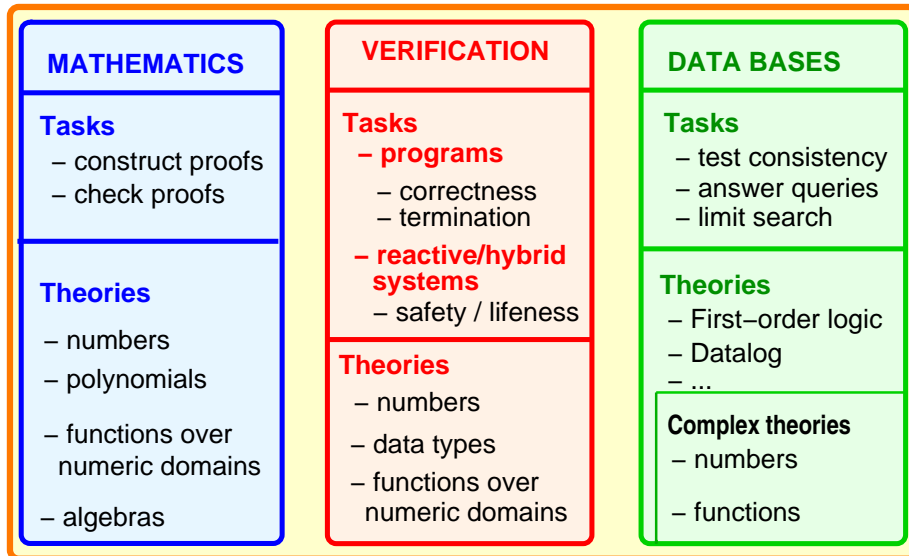 MATHEMATICS
Tasks
– construct proofs
– check proofs
Theories
– numbers
– polynomials
– functions over
numeric domains
– algebras
VERIFICATION
Tasks
– programs
– correctness
– termination
– reactive/hybrid
systems
– safety / lifeness
Theories
– numbers
– data types
– functions over
numeric domains
DATA BASES
Tasks
– test consistency
– answer queries
– limit search
Theories
– First–order logic
– Datalog
– ...
Complex theories
– numbers
– functions